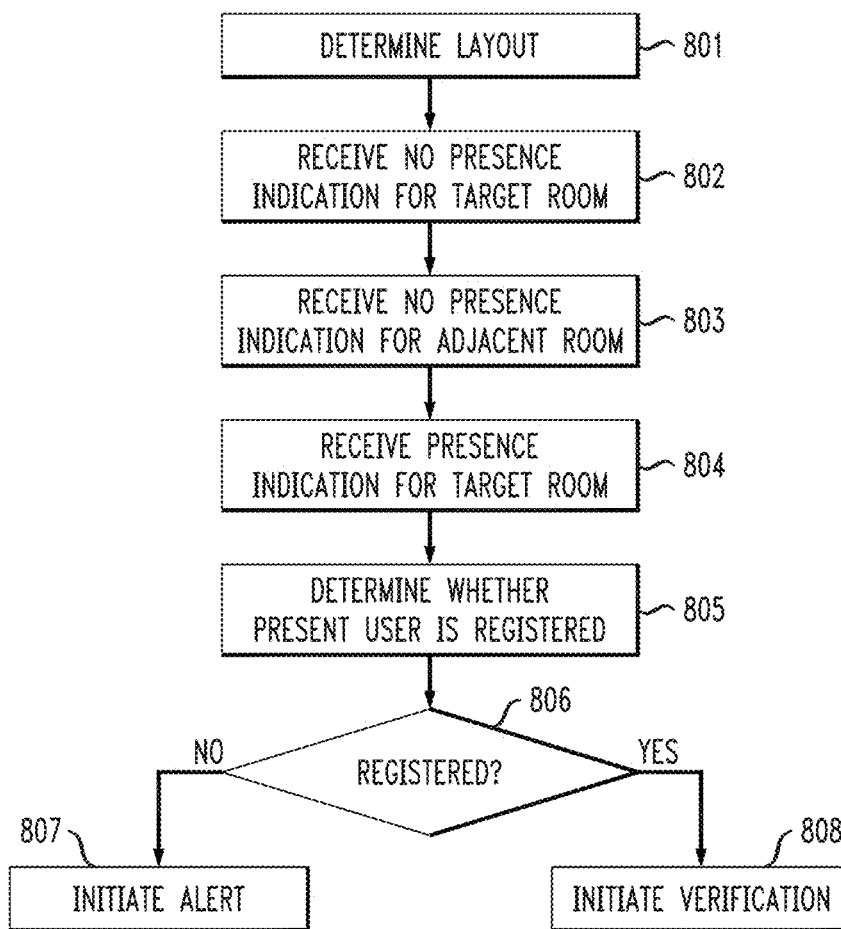 DETERMINE LAYOUT
801
RECEIVE NO PRESENCE
INDICATION FOR TARGET ROOM
802
RECEIVE NO PRESENCE
INDICATION FOR ADJACENT ROOM
803
RECEIVE PRESENCE
INDICATION FOR TARGET ROOM
804
DETERMINE WHETHER
PRESENT USER IS REGISTERED
805
806
NO
REGISTERED?
YES
807
INITIATE ALERT
808
INITIATE VERIFICATION